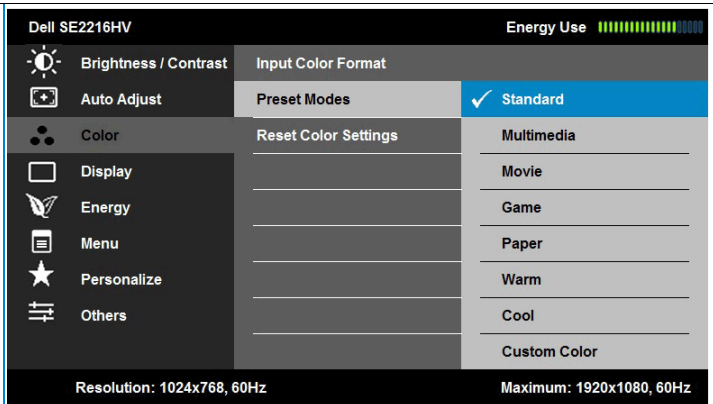 Dell SE2216HV Energy Use
Brightness / Contrast Input Color Format
Auto Adjust Preset Modes Standard
Color Reset Color Settings Multimedia
Display Movie
Energy Game
Menu Paper
Personalize Warm
Others Cool
Custom Color
Resolution: 1024x768, 60Hz Maximum: 1920x1080, 60Hz